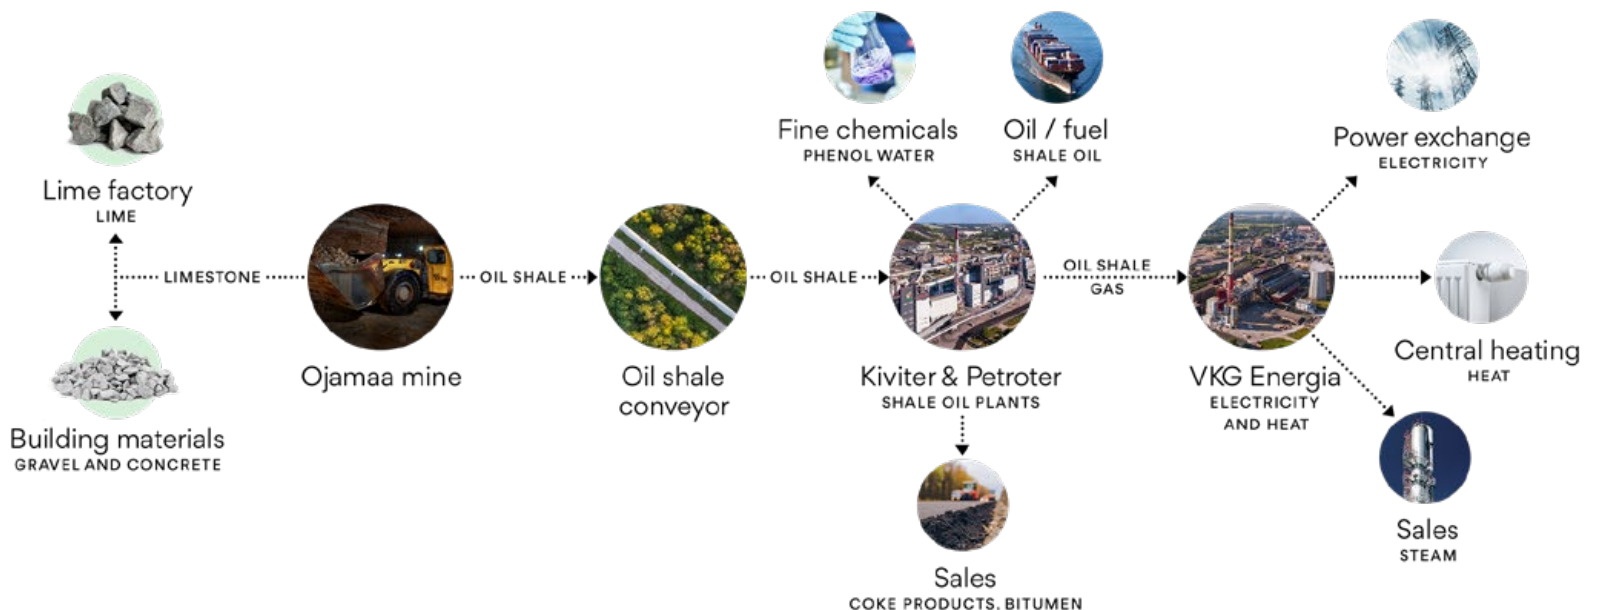 Fine chemicals
PHENOL WATER
Oil / fuel
SHALE OIL
Power exchange
ELECTRICITY
Lime factory
LIME
LIMESTONE
OIL SHALE
OIL SHALE
OIL SHALE
GAS
Ojamaa mine
Oil shale
conveyor
Kiviter & Petroter
SHALE OIL PLANTS
VKG Energia
ELECTRICITY
AND HEAT
Central heating
HEAT
Building materials
GRAVEL AND CONCRETE
Sales
STEAM
Sales
COKE PRODUCTS, BITUMEN